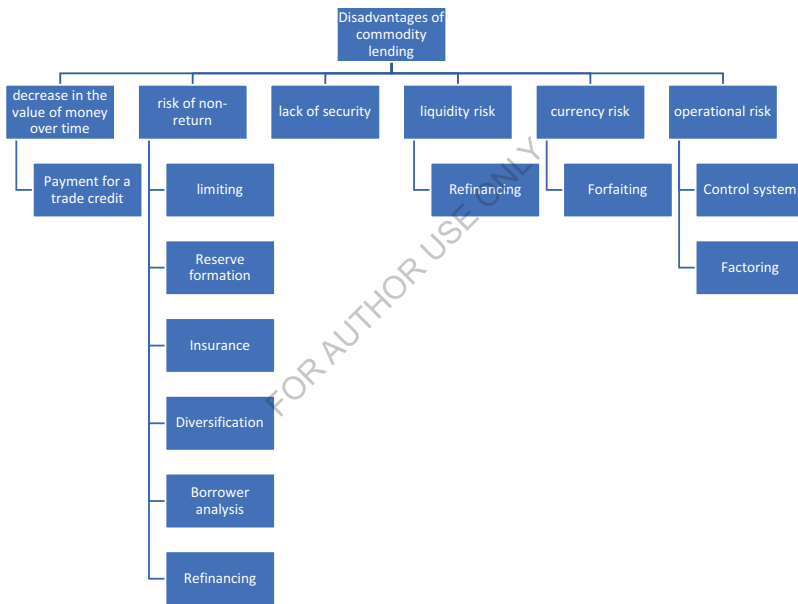 Disadvantages of
commodity
lending
decrease in the
value of money
over time
risk of non-
return
lack of security
liquidity risk
currency risk
operational risk
Payment for a
trade credit
limiting
Refinancing
Forfaiting
Control system
Reserve
formation
Factoring
Insurance
Diversification
Borrower
analysis
Refinancing
FOR AUTHOR USE ONLY